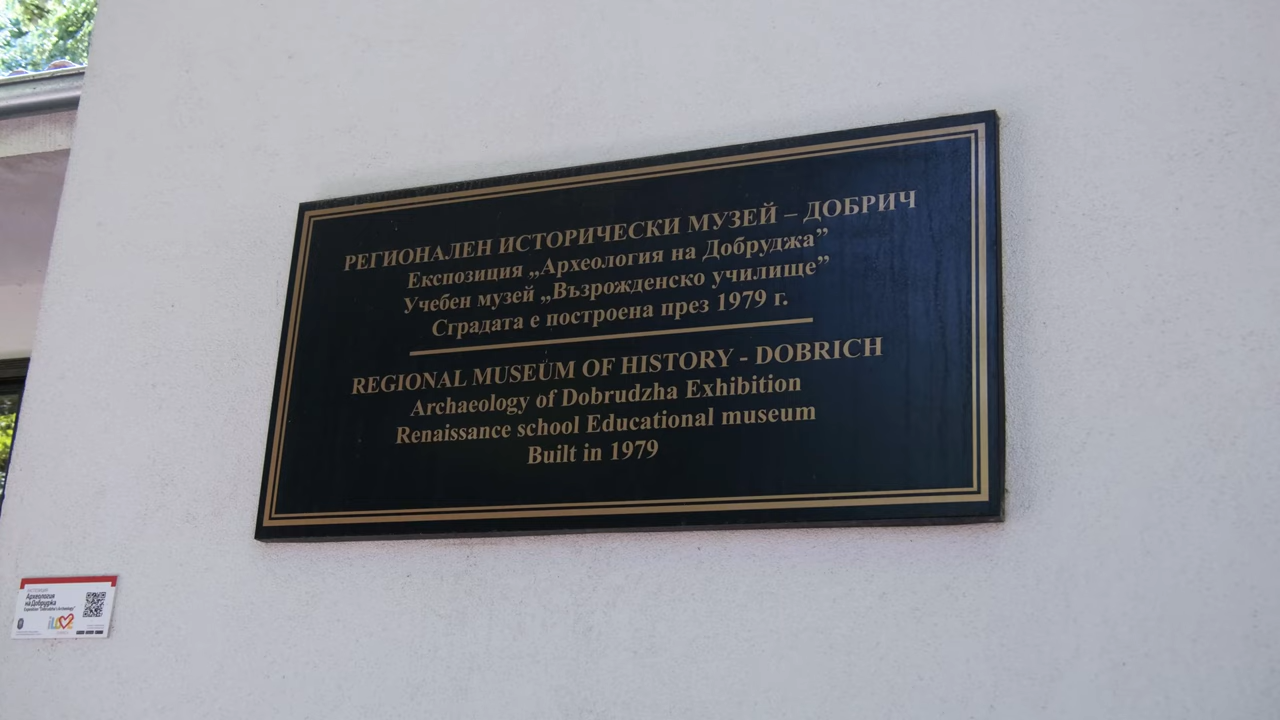 РЕГИОНАЛЕН ИСТОРИЧЕСКИ МУЗЕЙ – ДОБРИЧ
Експозиция „Археология на Добруджа”
Учебен музей „Възрожденско училище”
Сградата е построена през 1979 г.
REGIONAL MUSEUM OF HISTORY - DOBRICH
Archaeology of Dobrudzha Exhibition
Renaissance school Educational museum
Built in 1979
Археология
на Добруджа